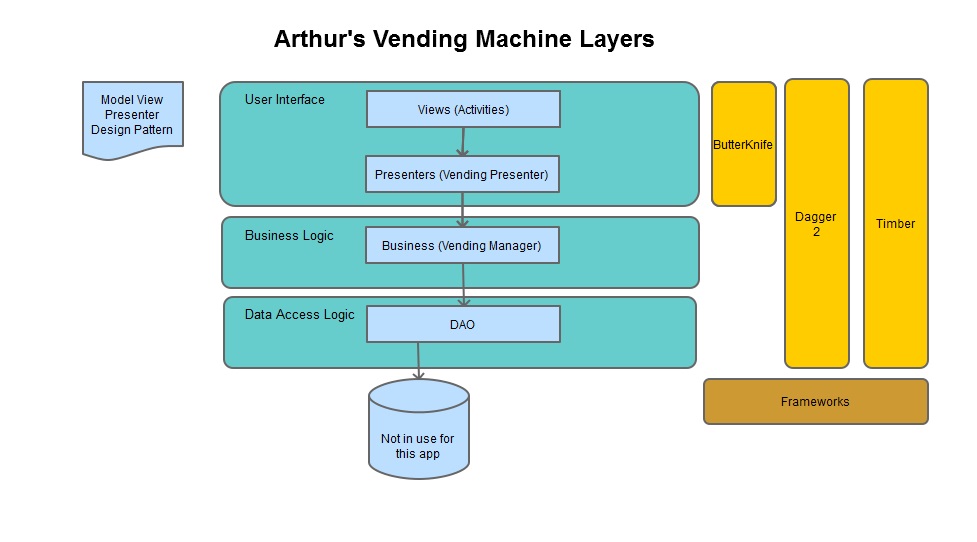 Arthur's Vending Machine Layers
Model View
Presenter
Design Pattern
User Interface
Views (Activities)
Presenters (Vending Presenter)
Business Logic
Business (Vending Manager)
Data Access Logic
DAO
Not in use for
this app
ButterKnife
Dagger
2
Timber
Frameworks